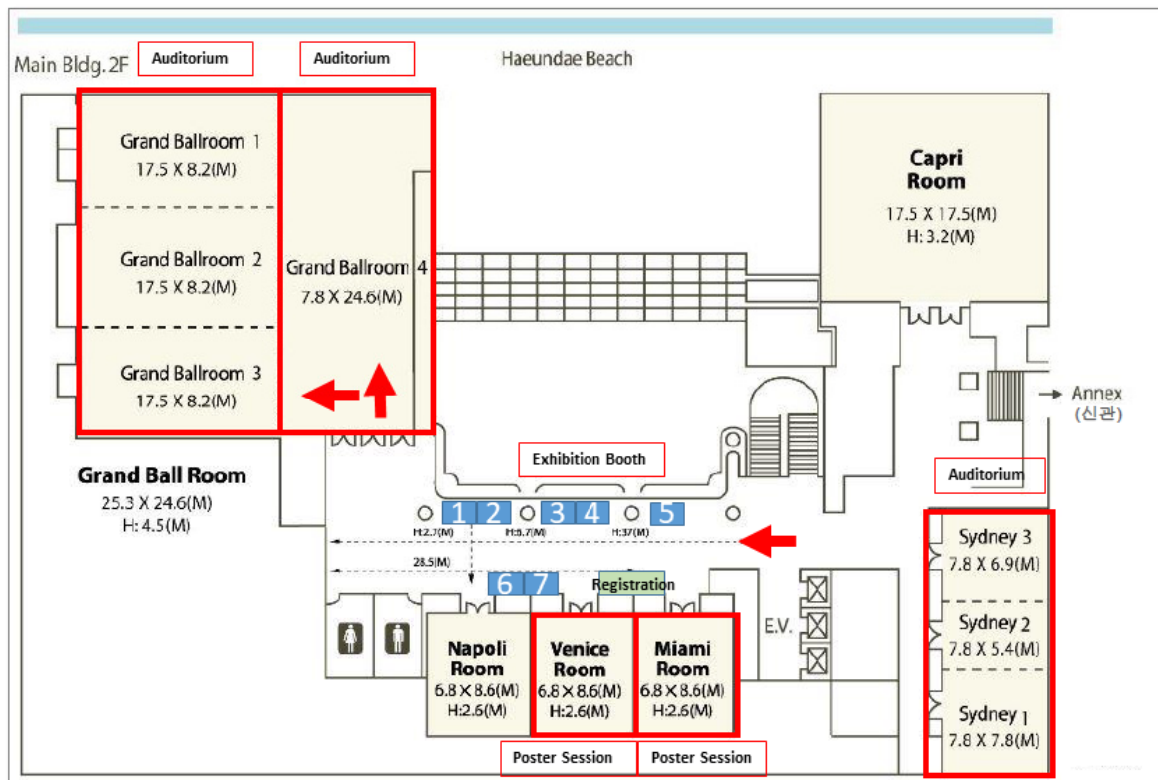 Main Bldg. 2F
Auditorium
Auditorium
Haeundae Beach
Grand Ballroom 1
17.5 X 8.2(M)
Grand Ballroom 2
17.5 X 8.2(M)
Grand Ballroom 3
17.5 X 8.2(M)
Grand Ballroom 4
7.8 X 24.6(M)
Capri
Room
17.5 X 17.5(M)
H: 3.2(M)
Annex
(신관)
Grand Ball Room
25.3 X 24.6(M)
H: 4.5(M)
Exhibition Booth
Auditorium
1 2 3 4 5
H:2.7(M) H:6.7(M) H:37(M)
28.5(M)
6 7
Registration
Napoli
Room
6.8 X 8.6(M)
H:2.6(M)
Venice
Room
6.8 X 8.6(M)
H:2.6(M)
Miami
Room
6.8 X 8.6(M)
H:2.6(M)
E.V.
Sydney 3
7.8 X 6.9(M)
Sydney 2
7.8 X 5.4(M)
Sydney 1
7.8 X 7.8(M)
Poster Session
Poster Session